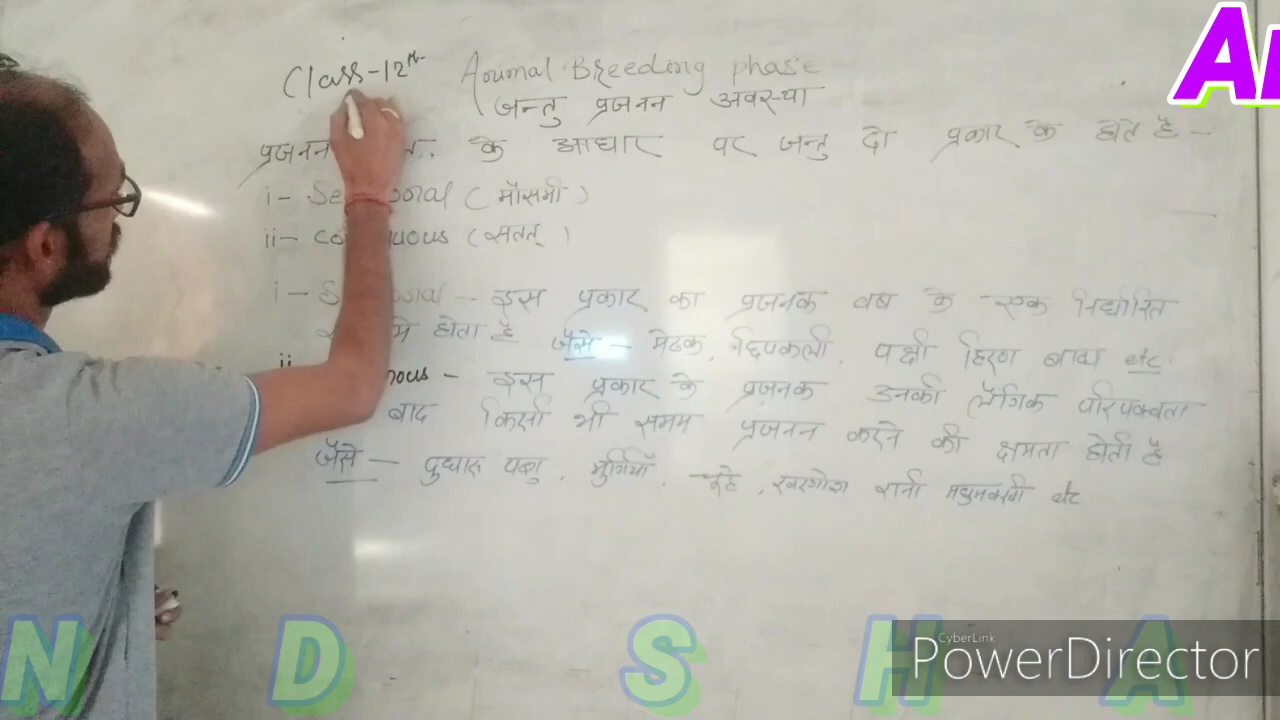 Class-12th Animal Breeding phase
जन्तु प्रजनन अवस्था
प्रजनन के आधार पर जन्तु दो प्रकार के होते है -
i- (मौसमी)
ii- (सतत्)
i- इस प्रकार का प्रजनक वर्ष के एक निर्धारित
मे होता है जैसे - मेढक, छिपकली, पक्षी हिरण बाघ etc.
ii इस प्रकार के प्रजनक उनकी लैंगिक परिपक्वता
बाद किसी भी समय प्रजनन करने की क्षमता होती है
जैसे - दुधारू पशु, मुर्गियाँ, चूहे, खरगोश रानी मधुमक्खी etc
N D S H A
CyberLink
PowerDirector